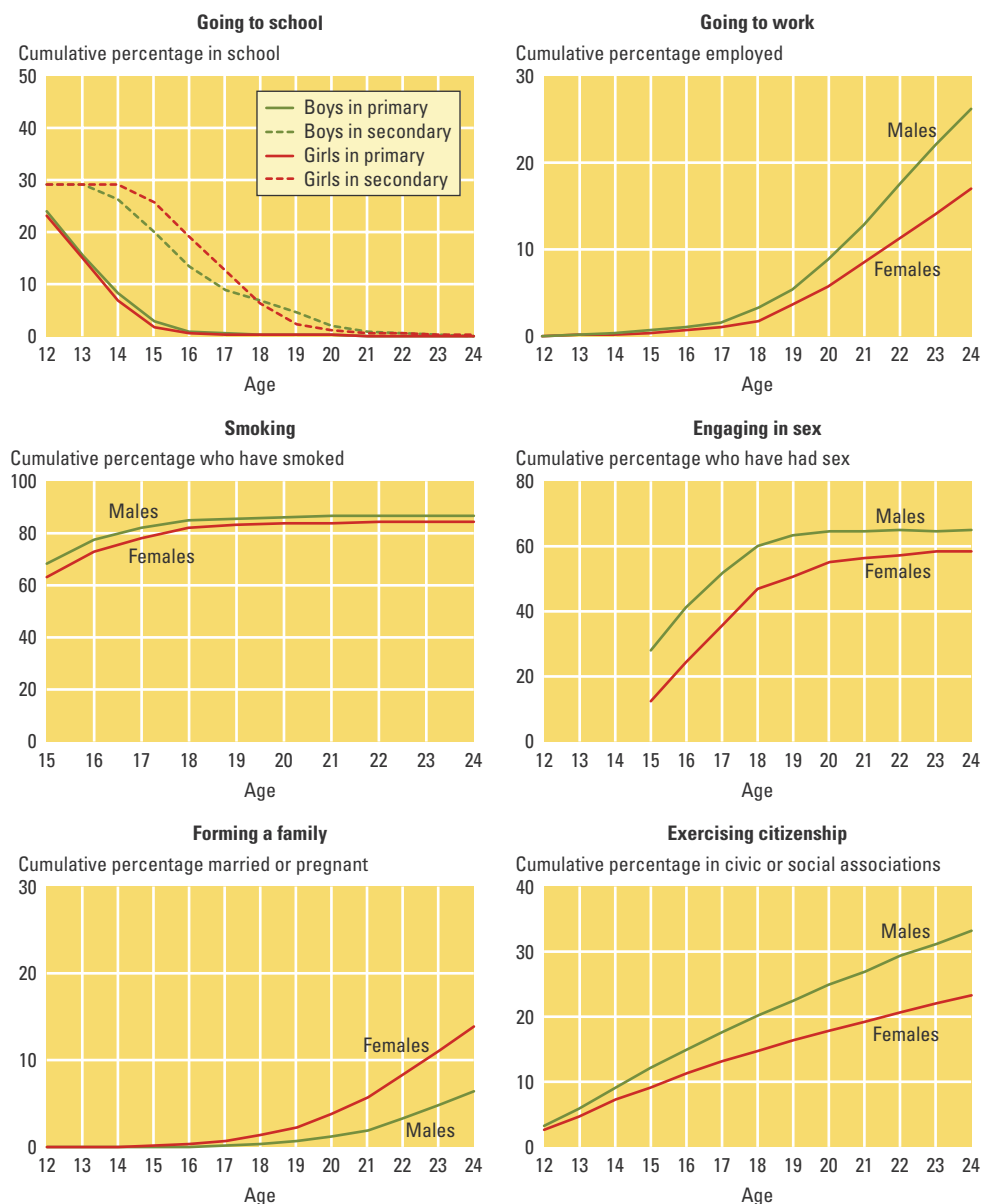 Going to school
Cumulative percentage in school
50
40
30
20
10
0
Boys in primary
Boys in secondary
Girls in primary
Girls in secondary
12 13 14 15 16 17 18 19 20 21 22 23 24
Age
Going to work
Cumulative percentage employed
30
20
10
0
Males
Females
12 13 14 15 16 17 18 19 20 21 22 23 24
Age
Smoking
Cumulative percentage who have smoked
100
80
60
40
20
0
Males
Females
15 16 17 18 19 20 21 22 23 24
Age
Engaging in sex
Cumulative percentage who have had sex
80
60
40
20
0
Males
Females
12 13 14 15 16 17 18 19 20 21 22 23 24
Age
Forming a family
Cumulative percentage married or pregnant
30
20
10
0
Females
Males
12 13 14 15 16 17 18 19 20 21 22 23 24
Age
Exercising citizenship
Cumulative percentage in civic or social associations
40
30
20
10
0
Males
Females
12 13 14 15 16 17 18 19 20 21 22 23 24
Age